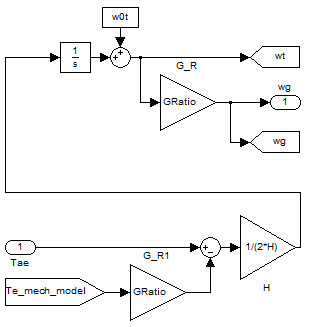 w0t
1
s
+
+
G_R
wt
GRatio
wg
1
wg
1
Tae
G_R1
−
1/(2*H)
Te_mech_model
GRatio
H